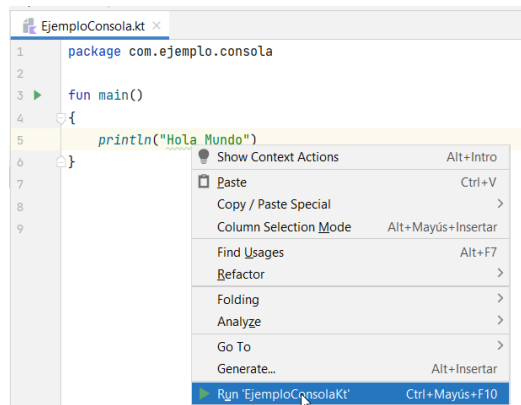 EjemploConsola.kt
1 package com.ejemplo.consola
2
3 fun main()
4 {
5 println("Hola Mundo")
6 }
7
8
9
Show Context Actions Alt+Intro
Paste Ctrl+V
Copy / Paste Special
Column Selection Mode Alt+Mayús+Insertar
Find Usages Alt+F7
Refactor
Folding
Analyze
Go To
Generate... Alt+Insertar
Run 'EjemploConsolaKt' Ctrl+Mayús+F10